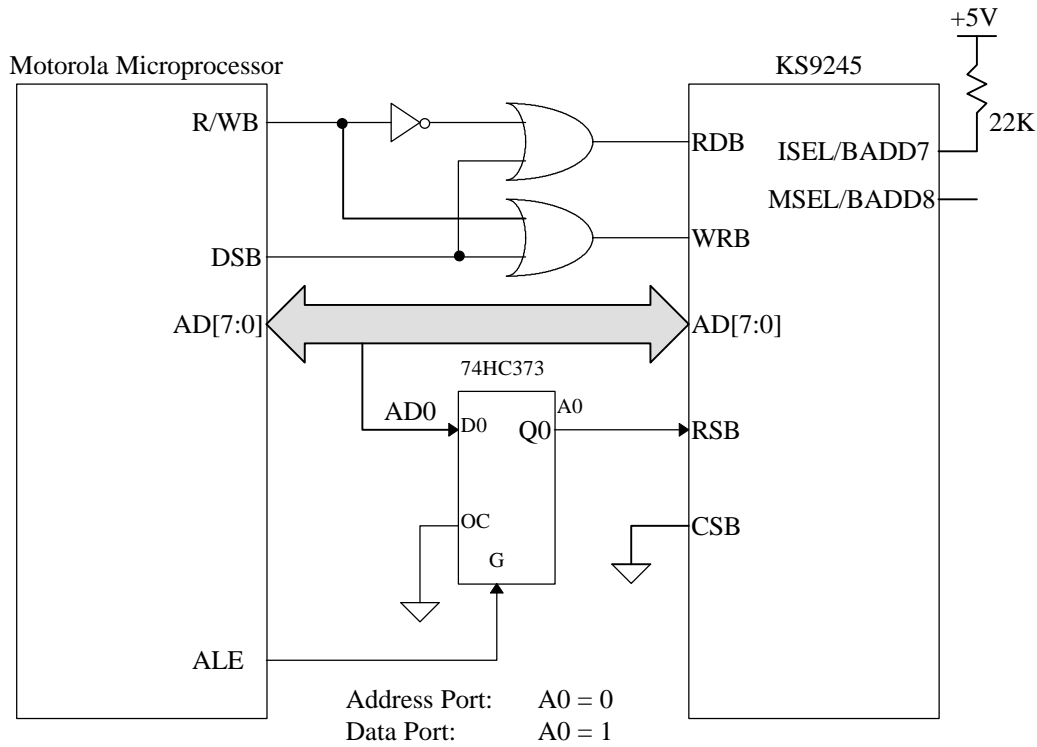 +5V
Motorola Microprocessor
KS9245
R/WB
22K
RDB
ISEL/BADD7
MSEL/BADD8
WRB
DSB
AD[7:0]
AD[7:0]
74HC373
AD0
D0
A0
Q0
RSB
OC
CSB
G
ALE
Address Port: A0 = 0
Data Port: A0 = 1